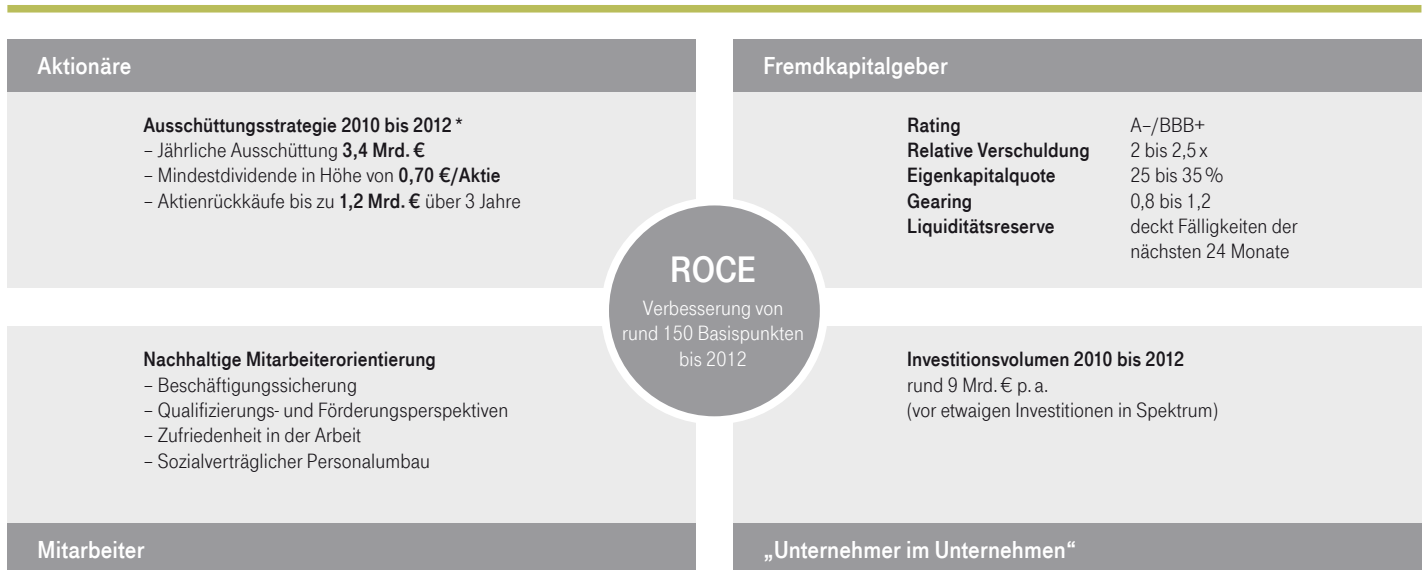 Aktionäre
Ausschüttungsstrategie 2010 bis 2012 *
– Jährliche Ausschüttung 3,4 Mrd. €
– Mindestdividende in Höhe von 0,70 €/Aktie
– Aktienrückkäufe bis zu 1,2 Mrd. € über 3 Jahre
Fremdkapitalgeber
Rating A–/BBB+
Relative Verschuldung 2 bis 2,5 x
Eigenkapitalquote 25 bis 35 %
Gearing 0,8 bis 1,2
Liquiditätsreserve deckt Fälligkeiten der
nächsten 24 Monate
ROCE
Verbesserung von
rund 150 Basispunkten
bis 2012
Nachhaltige Mitarbeiterorientierung
– Beschäftigungssicherung
– Qualifizierungs- und Förderungsperspektiven
– Zufriedenheit in der Arbeit
– Sozialverträglicher Personalumbau
Mitarbeiter
Investitionsvolumen 2010 bis 2012
rund 9 Mrd. € p. a.
(vor etwaigen Investitionen in Spektrum)
„Unternehmer im Unternehmen“